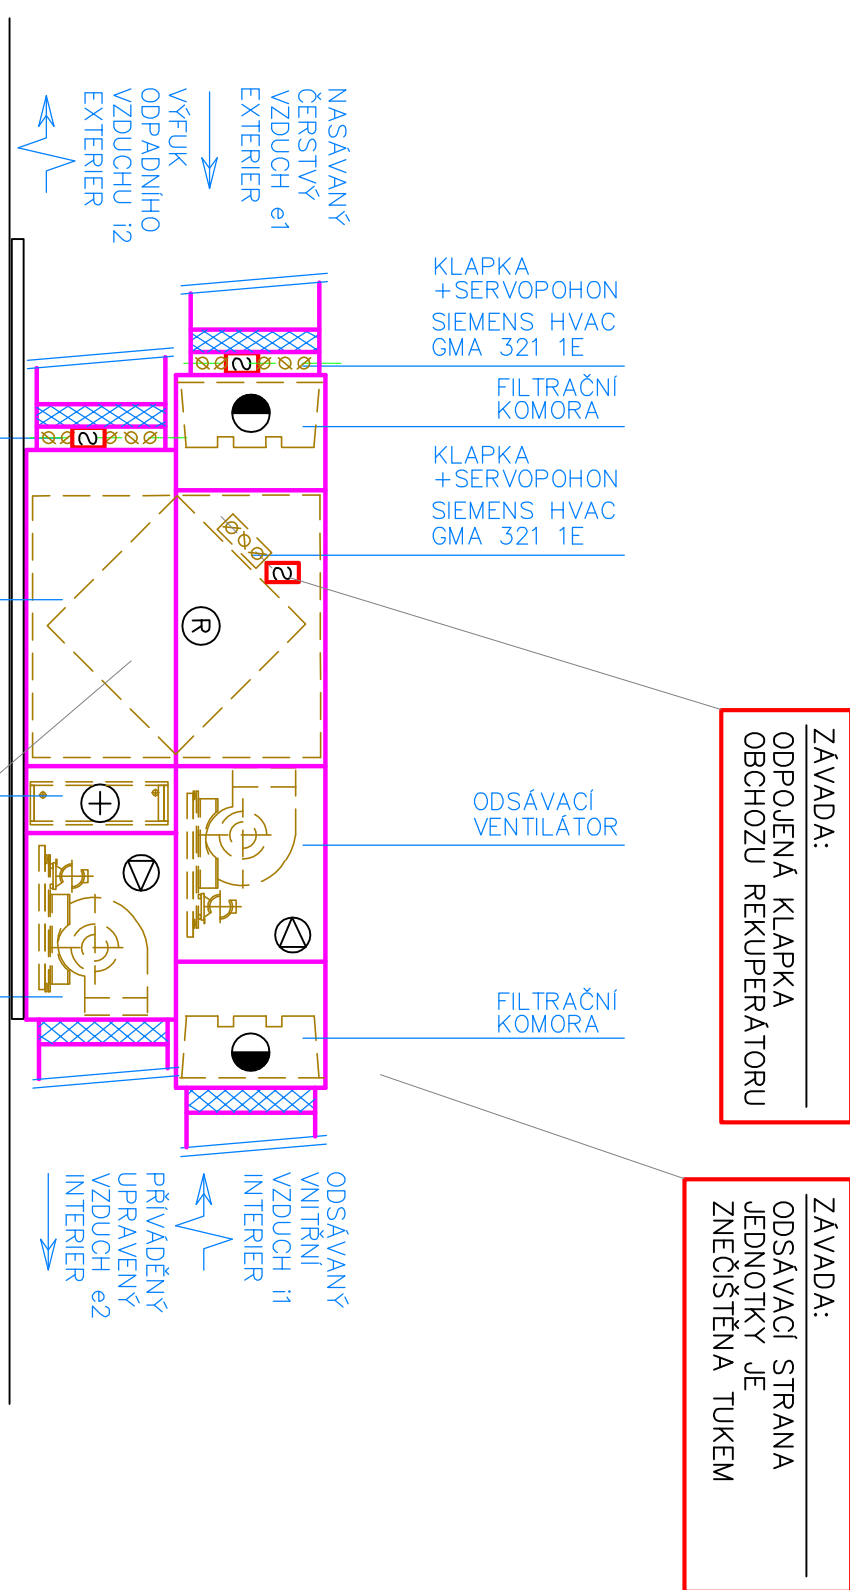 NASÁVANÝ
ČERSTVÝ
VZDUCH e1
EXTERIER
VÝFUK
ODPADNÍHO
VZDUCHU i2
EXTERIER
KLAPKA
+SERVOPOHON
SIEMENS HVAC
GMA 321 1E
FILTRAČNÍ
KOMORA
KLAPKA
+SERVOPOHON
SIEMENS HVAC
GMA 321 1E
R
ODSÁVACÍ
VENTILÁTOR
FILTRAČNÍ
KOMORA
ZÁVADA:
ODPOJENÁ KLAPKA
OBCHOZU REKUPERÁTORU
ZÁVADA:
ODSÁVACÍ STRANA
JEDNOTKY JE
ZNEČIŠTĚNA TUKEM
ODSÁVANÝ
VNITŘNÍ
VZDUCH i1
INTERIER
PŘÍVÁDĚNÝ
UPRAVENÝ
VZDUCH e2
INTERIER